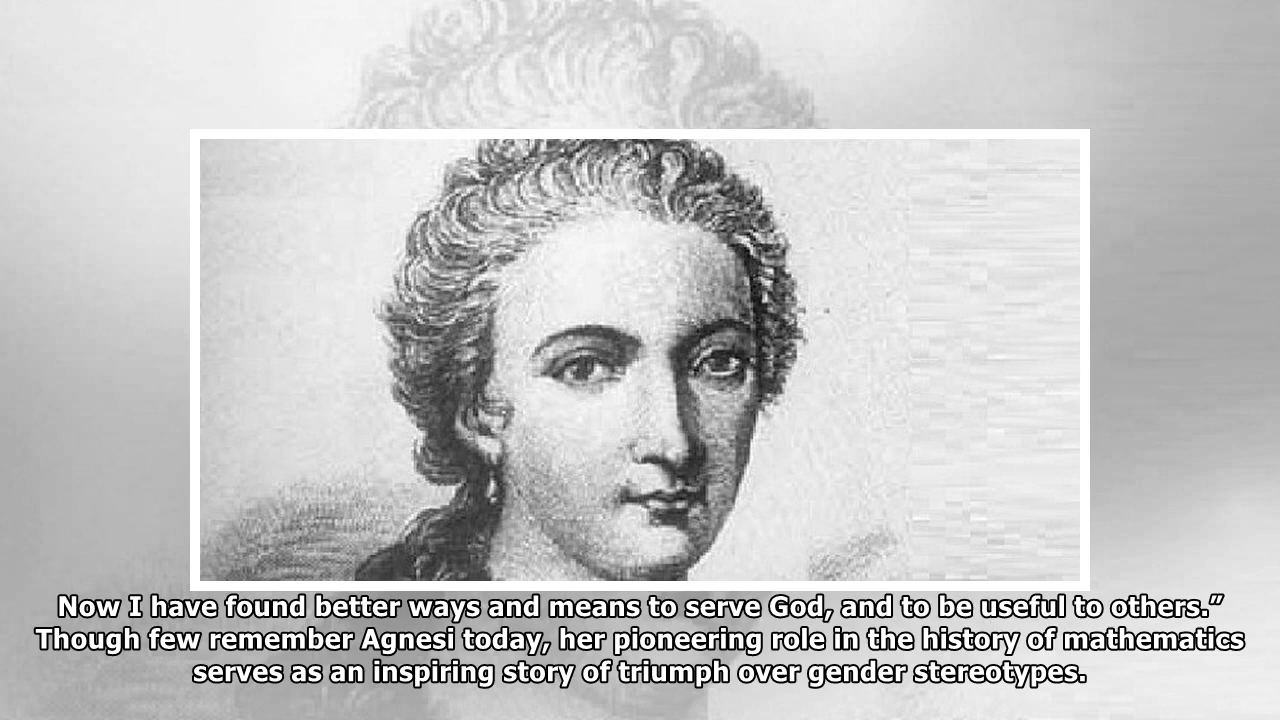 Now I have found better ways and means to serve God, and to be useful to others.”
Though few remember Agnesi today, her pioneering role in the history of mathematics
serves as an inspiring story of triumph over gender stereotypes.